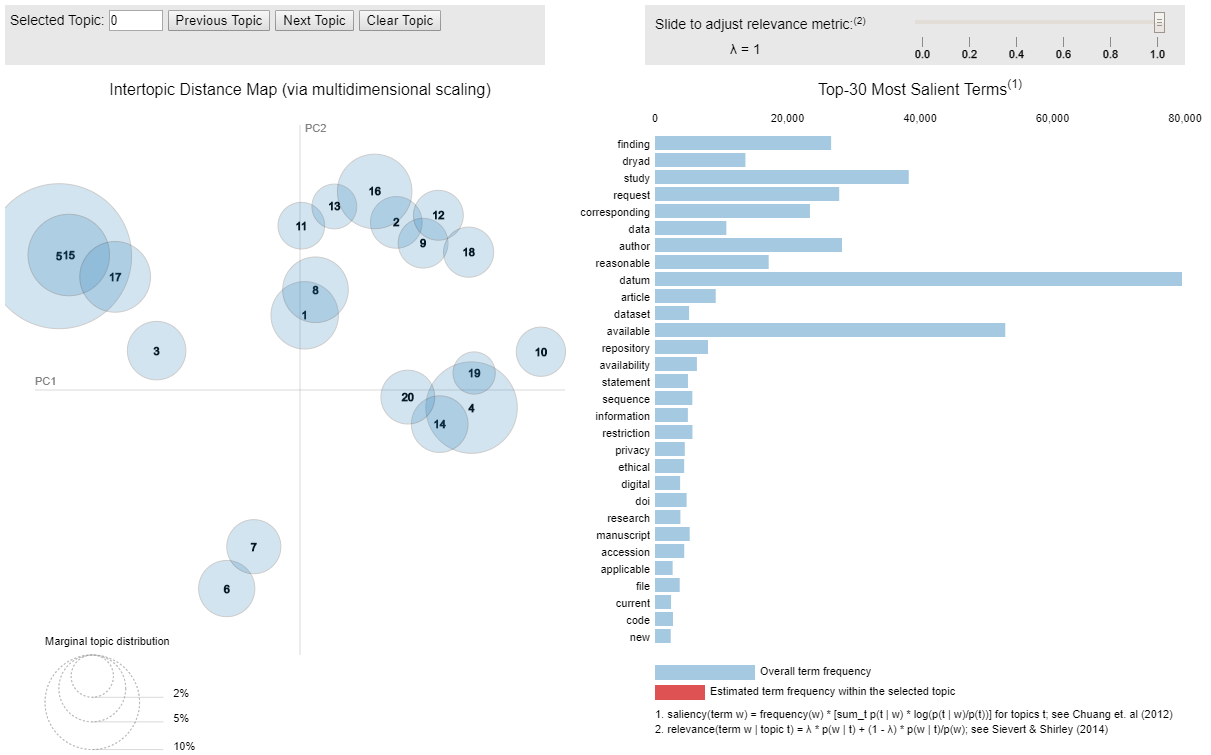 Selected Topic: 0 Previous Topic Next Topic Clear Topic
Slide to adjust relevance metric:(2)
λ = 1
0.0 0.2 0.4 0.6 0.8 1.0
Intertopic Distance Map (via multidimensional scaling)
PC2
PC1
16
13
2
12
11
9
18
5
15
17
8
1
3
10
19
20
4
14
7
6
Marginal topic distribution
2%
5%
10%
Top-30 Most Salient Terms(1)
0 20,000 40,000 60,000 80,000
finding
dryad
study
request
corresponding
data
author
reasonable
datum
article
dataset
available
repository
availability
statement
sequence
information
restriction
privacy
ethical
digital
doi
research
manuscript
accession
applicable
file
current
code
new
Overall term frequency
Estimated term frequency within the selected topic
1. saliency(term w) = frequency(w) * [sum_t p(t | w) * log(p(t | w)/p(t))] for topics t; see Chuang et. al (2012)
2. relevance(term w | topic t) = λ * p(w | t) + (1 - λ) * p(w | t)/p(w); see Sievert & Shirley (2014)